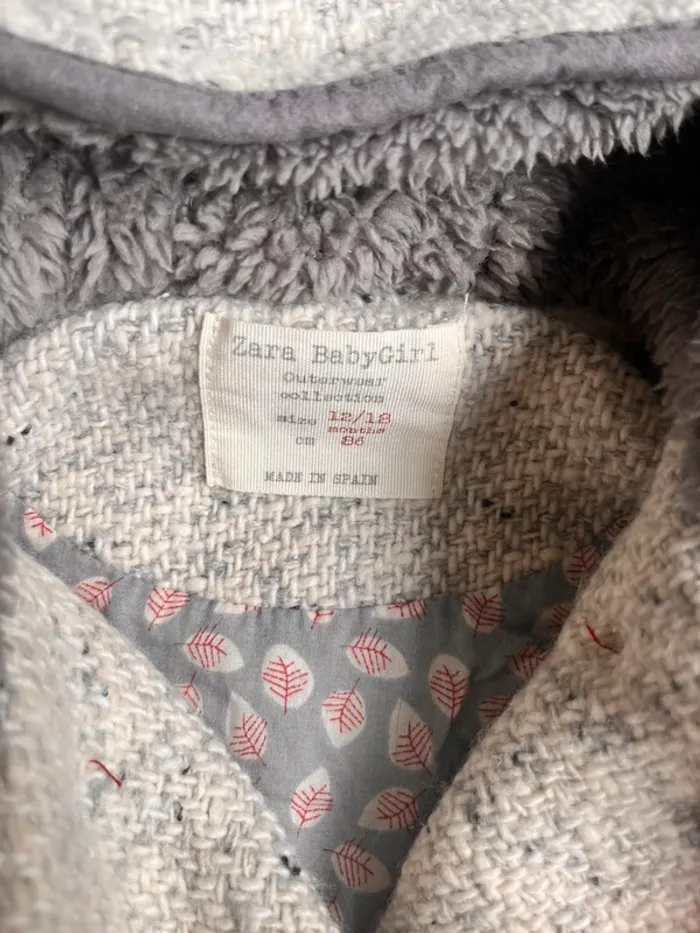 Zara BabyGirl
Outerwear
collection
size 12/18
months
cm 86
MADE IN SPAIN